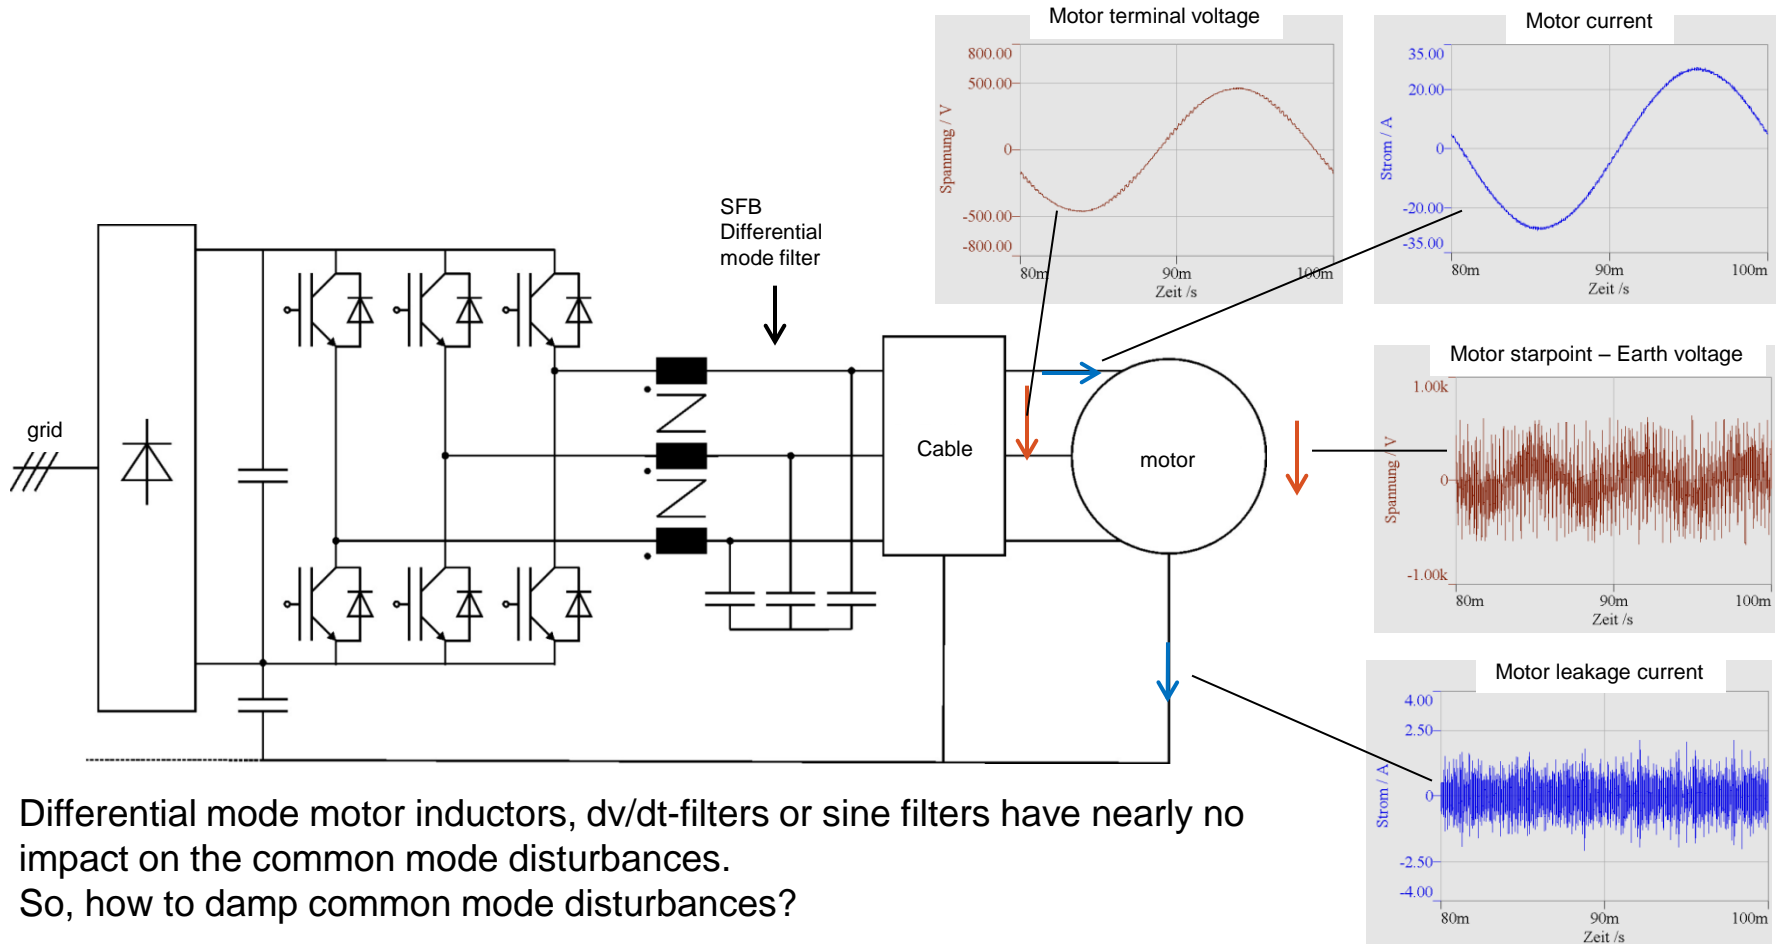 Motor terminal voltage
800.00
500.00
0
-500.00
-800.00
Spannung / V
80m
90m
100m
Zeit /s
Motor current
35.00
20.00
0
-20.00
-35.00
Strom / A
80m
90m
100m
Zeit /s
SFB
Differential
mode filter
grid
Cable
motor
Motor starpoint – Earth voltage
1.00k
0
-1.00k
Spannung / V
80m
90m
100m
Zeit /s
Motor leakage current
4.00
2.50
0
-2.50
-4.00
Strom / A
80m
90m
100m
Zeit /s
Differential mode motor inductors, dv/dt-filters or sine filters have nearly no
impact on the common mode disturbances.
So, how to damp common mode disturbances?